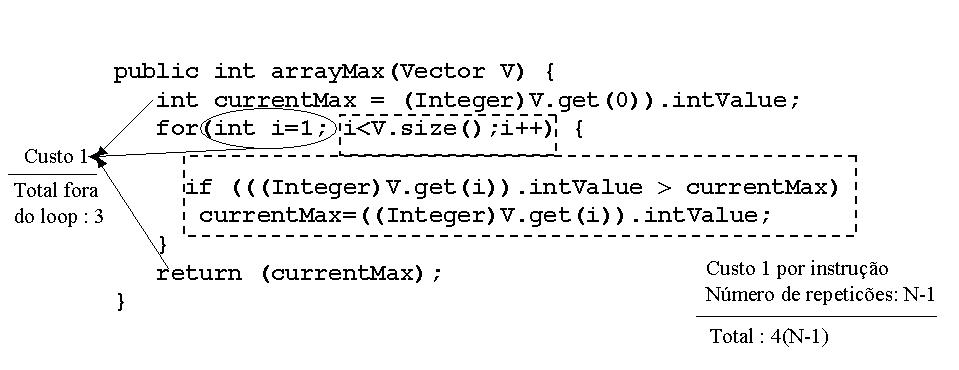 public int arrayMax(Vector V) {
int currentMax = (Integer)V.get(0)).intValue;
for(int i=1; i<V.size();i++) {
Custo 1
Total fora
do loop : 3
if (((Integer)V.get(i)).intValue > currentMax)
currentMax=((Integer)V.get(i)).intValue;
}
return (currentMax);
}
Custo 1 por instrução
Número de repeticões: N-1
Total : 4(N-1)